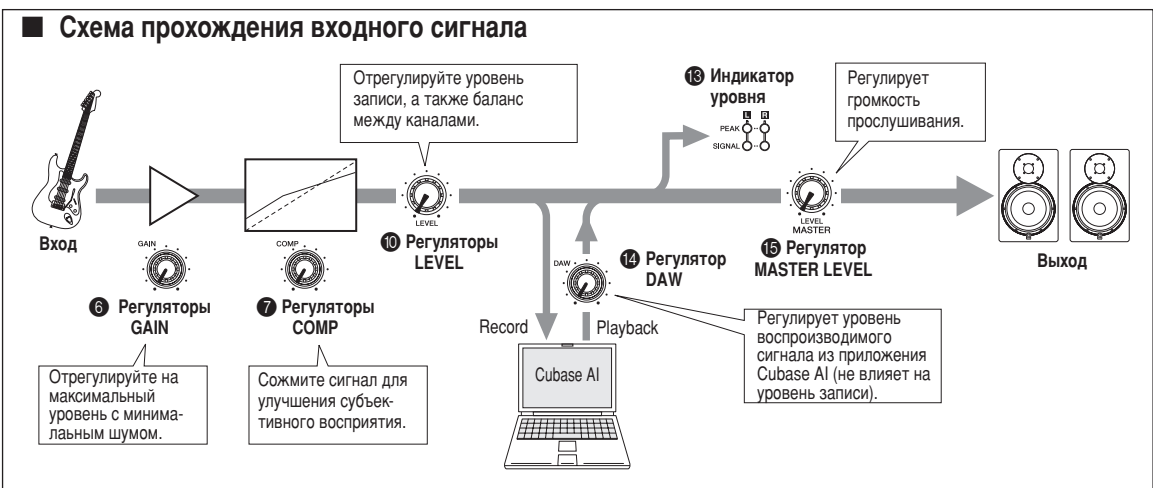 ■ Схема прохождения входного сигнала
Отрегулируйте уровень
записи, а также баланс
между каналами.
⓭ Индикатор
уровня
L R
PEAK
SIGNAL
Регулирует
громкость
прослушивания.
Вход
GAIN
❻ Регуляторы
GAIN
Отрегулируйте на
максимальный
уровень с минима-
лаьным шумом.
COMP
❼ Регуляторы
COMP
Сожмите сигнал для
улучшения субъек-
тивного восприятия.
LEVEL
❿ Регуляторы
LEVEL
Record
Playback
Cubase AI
DAW
⓮ Регулятор
DAW
Регулирует уровень
воспроизводимого
сигнала из приложения
Cubase AI (не влияет на
уровень записи).
LEVEL
MASTER
⓯ Регулятор
MASTER LEVEL
Выход